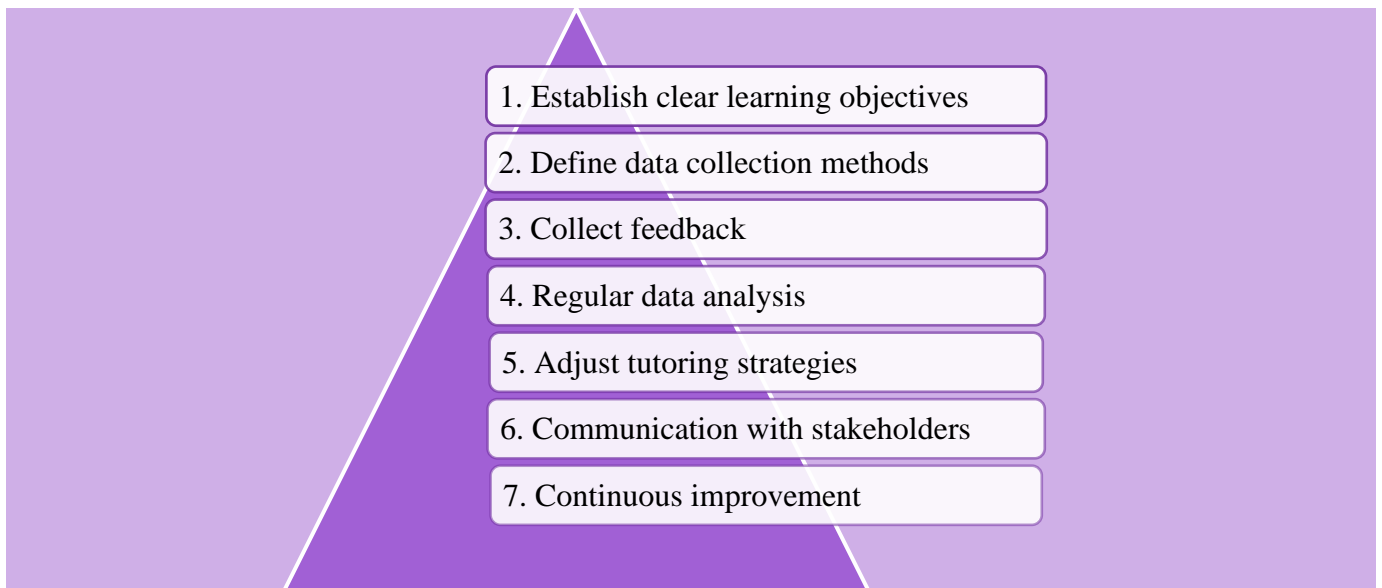 1. Establish clear learning objectives
2. Define data collection methods
3. Collect feedback
4. Regular data analysis
5. Adjust tutoring strategies
6. Communication with stakeholders
7. Continuous improvement